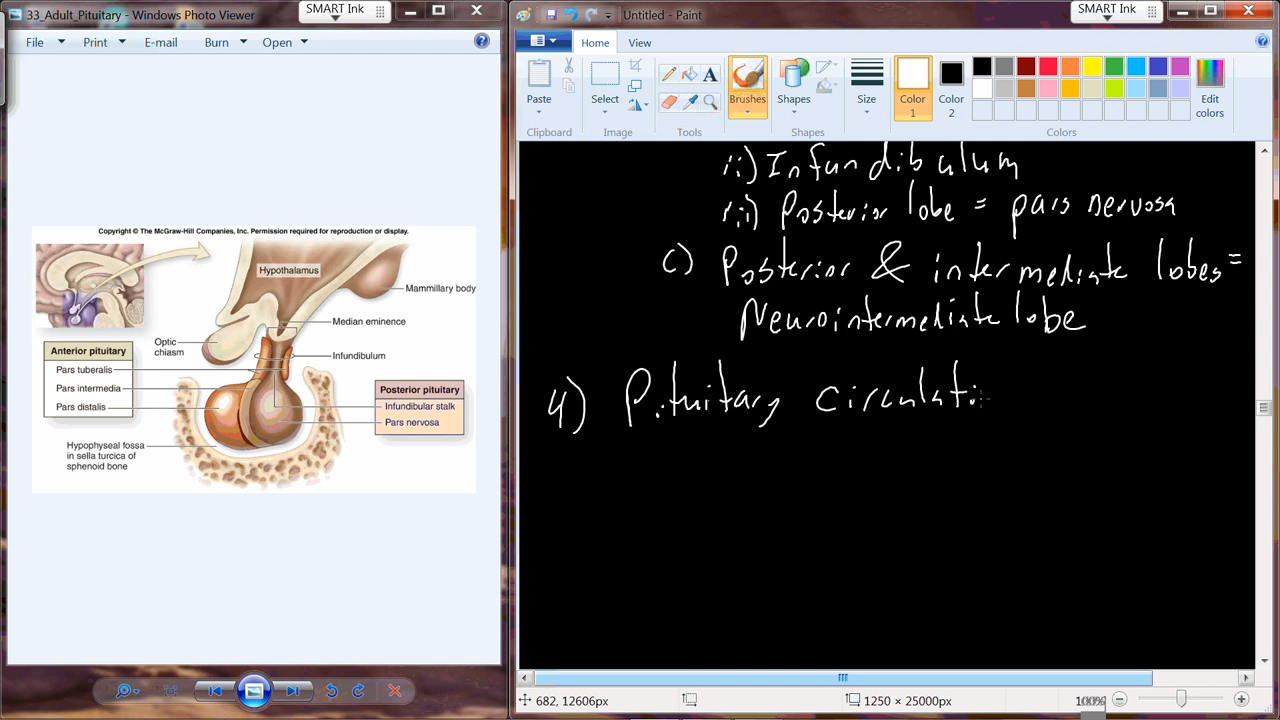 33_Adult_Pituitary - Windows Photo Viewer
SMART Ink
File Print E-mail Burn Open
Copyright © The McGraw-Hill Companies, Inc. Permission required for reproduction or display.
Hypothalamus
Mammillary body
Median eminence
Optic
chiasm
Infundibulum
Anterior pituitary
Pars tuberalis
Pars intermedia
Pars distalis
Posterior pituitary
Infundibular stalk
Pars nervosa
Hypophyseal fossa
in sella turcica of
sphenoid bone
Untitled - Paint
SMART Ink
Home View
Paste
Clipboard
Select
Image
Tools
Brushes
Shapes
Shapes
Size
Color
1
Color
2
Edit
colors
Colors
ii) Infundibulum
iii) Posterior lobe = pars nervosa
c) Posterior & intermediate lobes =
Neurointermediate lobe
4) Pituitary circulati
682, 12606px
1250 × 25000px
100%